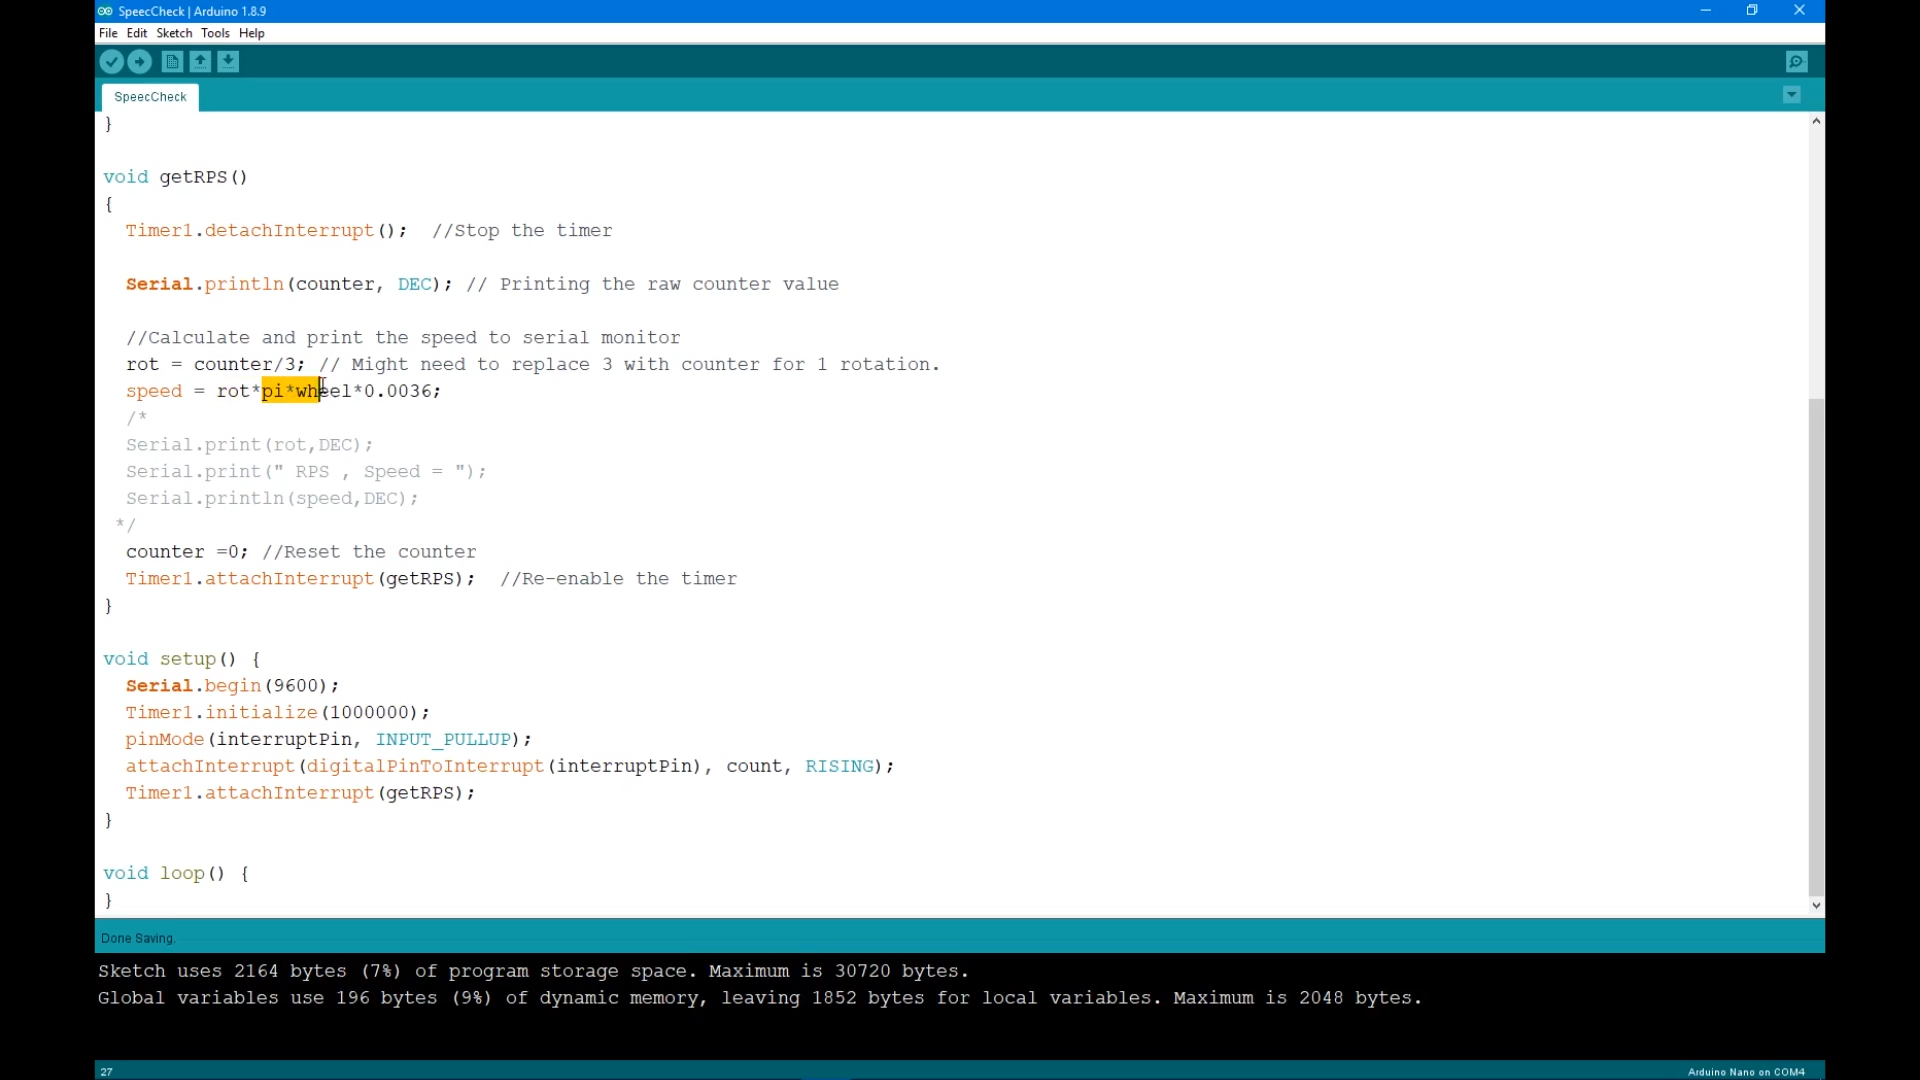 SpeecCheck | Arduino 1.8.9
File Edit Sketch Tools Help
SpeecCheck
}
void getRPS()
{
Timer1.detachInterrupt(); //Stop the timer
Serial.println(counter, DEC); // Printing the raw counter value
//Calculate and print the speed to serial monitor
rot = counter/3; // Might need to replace 3 with counter for 1 rotation.
speed = rot*pi*wheel*0.0036;
/*
Serial.print(rot,DEC);
Serial.print(" RPS , Speed = ");
Serial.println(speed,DEC);
*/
counter =0; //Reset the counter
Timer1.attachInterrupt(getRPS); //Re-enable the timer
}
void setup() {
Serial.begin(9600);
Timer1.initialize(1000000);
pinMode(interruptPin, INPUT_PULLUP);
attachInterrupt(digitalPinToInterrupt(interruptPin), count, RISING);
Timer1.attachInterrupt(getRPS);
}
void loop() {
}
Done Saving.
Sketch uses 2164 bytes (7%) of program storage space. Maximum is 30720 bytes.
Global variables use 196 bytes (9%) of dynamic memory, leaving 1852 bytes for local variables. Maximum is 2048 bytes.
27
Arduino Nano on COM4